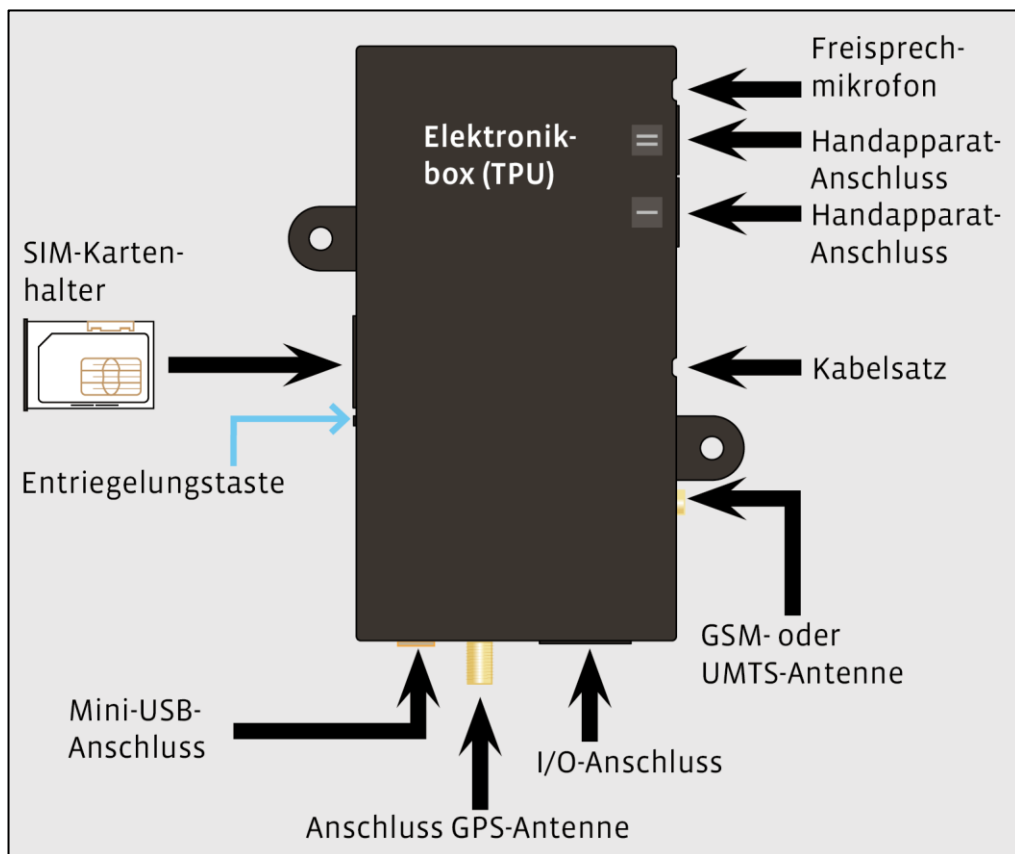 Freisprech-
mikrofon
Elektronik-
box (TPU)
Handapparat-
Anschluss
Handapparat-
Anschluss
SIM-Karten-
halter
Kabelsatz
Entriegelungstaste
GSM- oder
UMTS-Antenne
Mini-USB-
Anschluss
I/O-Anschluss
Anschluss GPS-Antenne